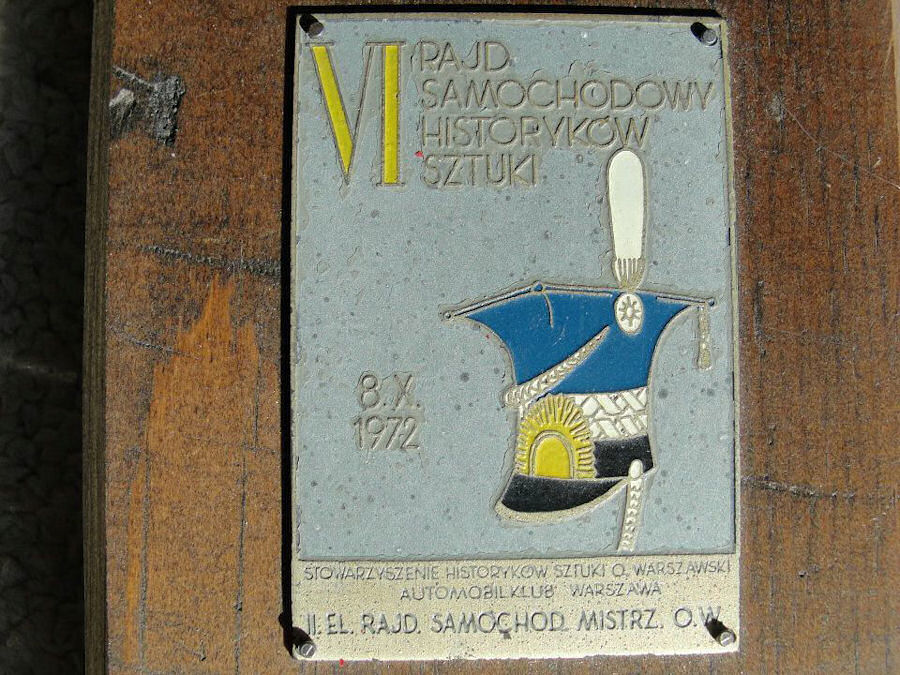 VI RAJD
SAMOCHODOWY
HISTORYKÓW
SZTUKI
8. X.
1972
STOWARZYSZENIE HISTORYKÓW SZTUKI O. WARSZAWSKI
AUTOMOBILKLUB WARSZAWA
II. EL. RAJD. SAMOCHOD. MISTRZ. O.W.